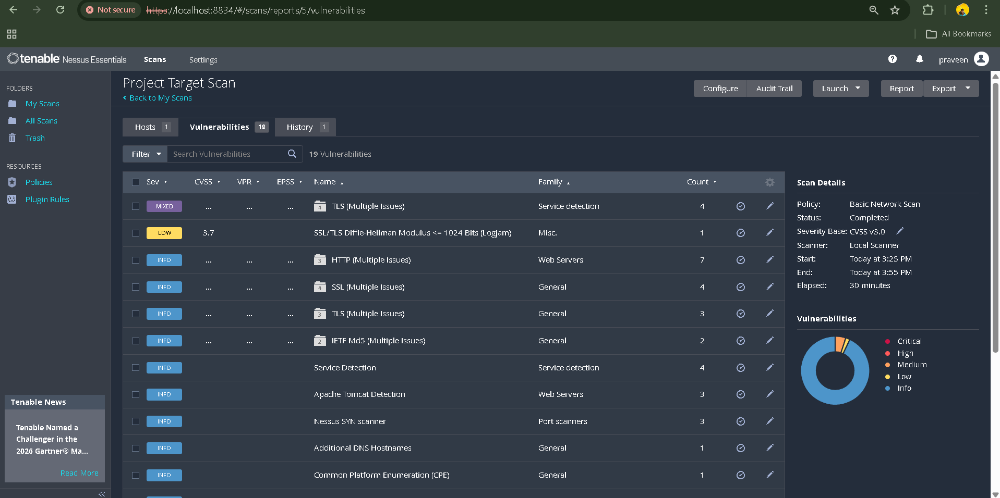 Not secure https://localhost:8834/#/scans/reports/5/vulnerabilities
All Bookmarks
tenable Nessus Essentials Scans Settings praveen
FOLDERS
My Scans
All Scans
Trash
RESOURCES
Policies
Plugin Rules
Tenable News
Tenable Named a
Challenger in the
2026 Gartner® Ma...
Read More
Project Target Scan
Back to My Scans
Configure Audit Trail Launch Report Export
Hosts 1 Vulnerabilities 19 History 1
Filter Search Vulnerabilities 19 Vulnerabilities
Sev CVSS VPR EPSS Name Family Count
MIXED ... ... ... 4 TLS (Multiple Issues) Service detection 4
LOW 3.7 SSL/TLS Diffie-Hellman Modulus <= 1024 Bits (Logjam) Misc. 1
INFO ... ... ... 3 HTTP (Multiple Issues) Web Servers 7
INFO ... ... ... 4 SSL (Multiple Issues) General 4
INFO ... ... ... 3 TLS (Multiple Issues) General 3
INFO ... ... ... 2 IETF Md5 (Multiple Issues) General 2
INFO Service Detection Service detection 4
INFO Apache Tomcat Detection Web Servers 3
INFO Nessus SYN scanner Port scanners 3
INFO Additional DNS Hostnames General 1
INFO Common Platform Enumeration (CPE) General 1
Scan Details
Policy: Basic Network Scan
Status: Completed
Severity Base: CVSS v3.0
Scanner: Local Scanner
Start: Today at 3:25 PM
End: Today at 3:55 PM
Elapsed: 30 minutes
Vulnerabilities
Critical
High
Medium
Low
Info